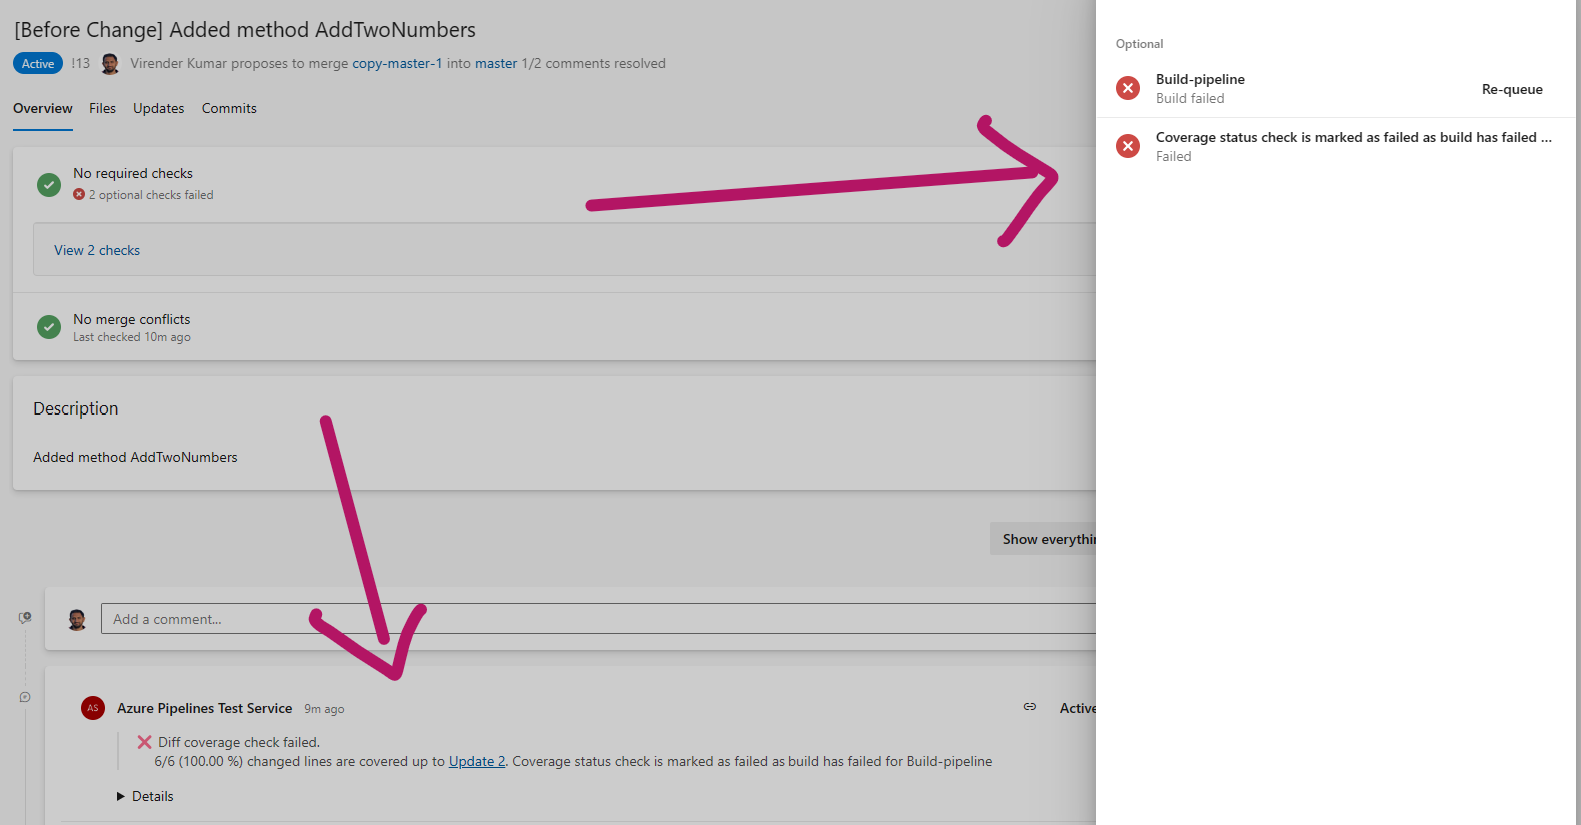 [Before Change] Added method AddTwoNumbers
Active !13 Virender Kumar proposes to merge copy-master-1 into master 1/2 comments resolved
Overview Files Updates Commits
No required checks
2 optional checks failed
View 2 checks
No merge conflicts
Last checked 10m ago
Description
Added method AddTwoNumbers
Show everythin
Add a comment...
AS Azure Pipelines Test Service 9m ago Active
Diff coverage check failed.
6/6 (100.00 %) changed lines are covered up to Update 2. Coverage status check is marked as failed as build has failed for Build-pipeline
Details
Optional
Build-pipeline
Build failed
Re-queue
Coverage status check is marked as failed as build has failed ...
Failed